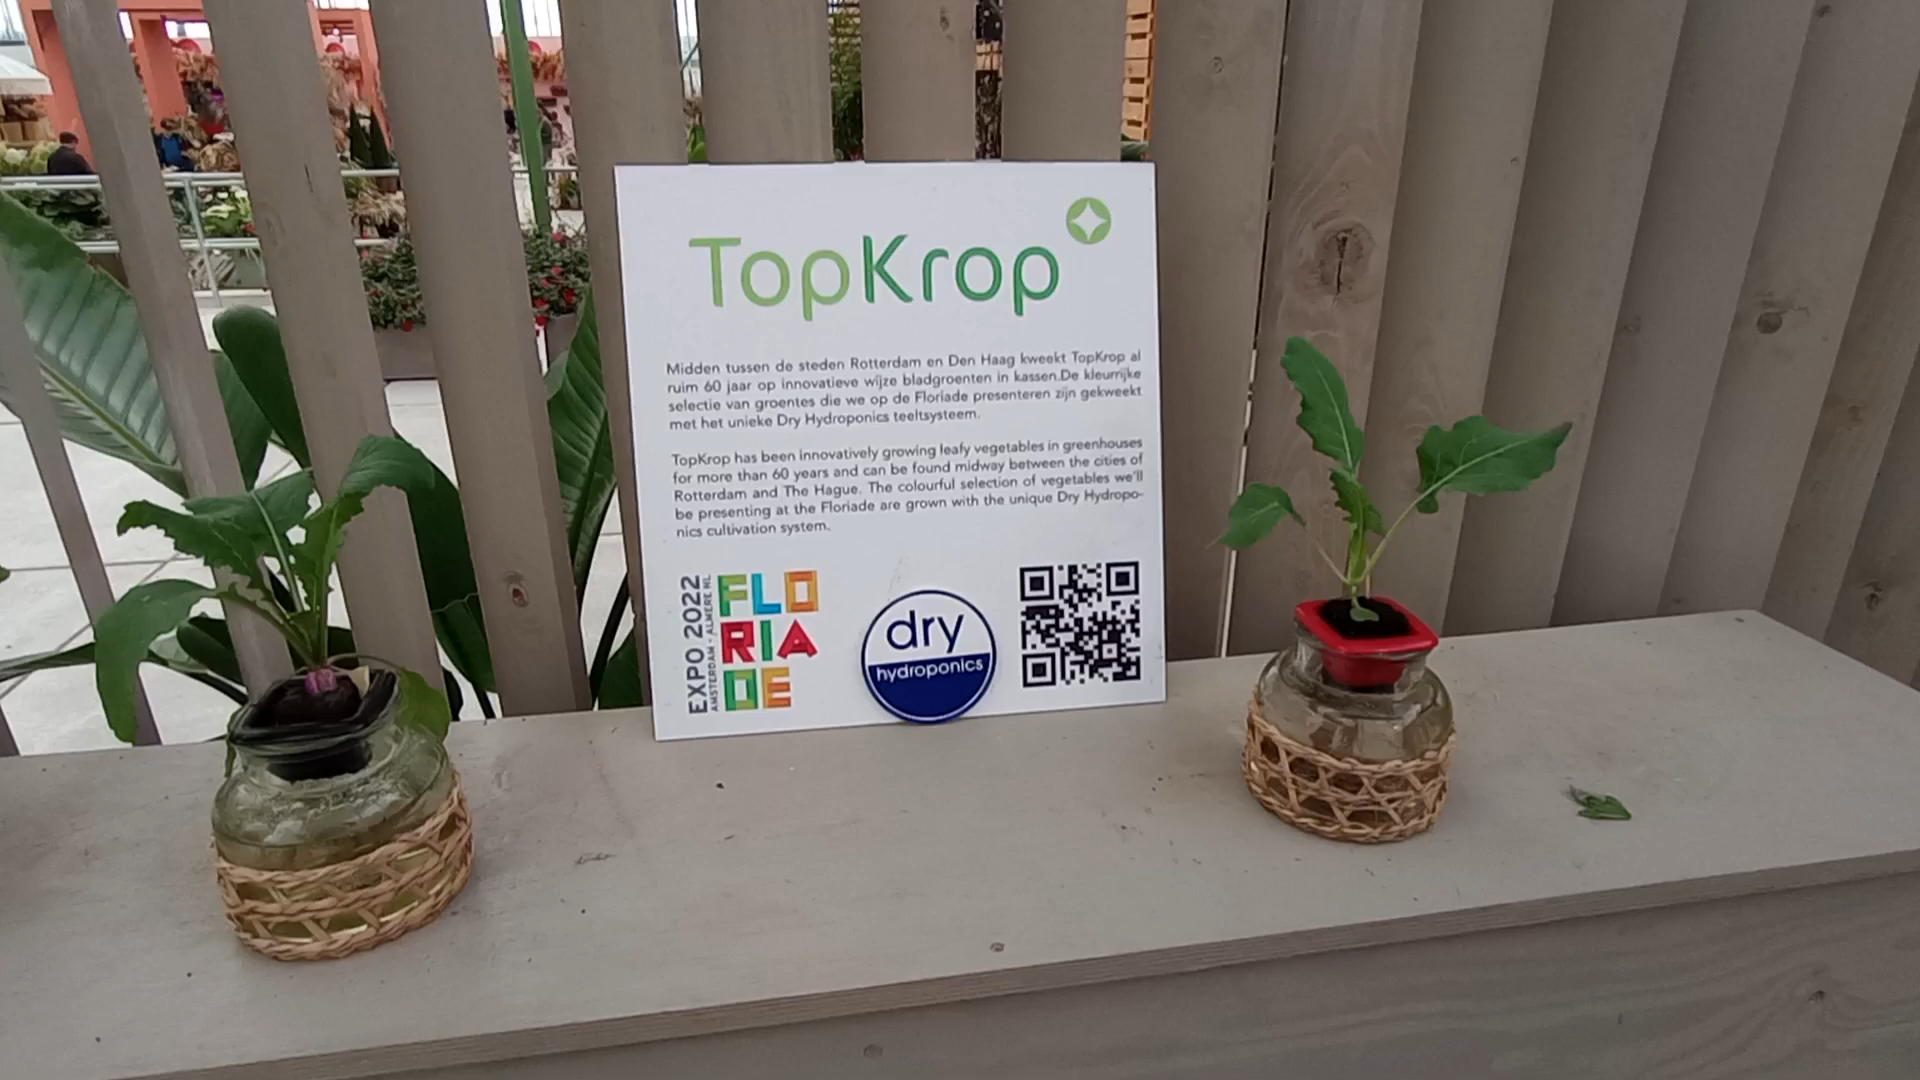 TopKrop
Midden tussen de steden Rotterdam en Den Haag kweekt TopKrop al
ruim 60 jaar op innovatieve wijze bladgroenten in kassen.De kleurrijke
selectie van groentes die we op de Floriade presenteren zijn gekweekt
met het unieke Dry Hydroponics teeltsysteem.
TopKrop has been innovatively growing leafy vegetables in greenhouses
for more than 60 years and can be found midway between the cities of
Rotterdam and The Hague. The colourful selection of vegetables we'll
be presenting at the Floriade are grown with the unique Dry Hydropo-
nics cultivation system.
EXPO 2022
AMSTERDAM - ALMERE.NL
FLO
RIA
DE
dry
hydroponics